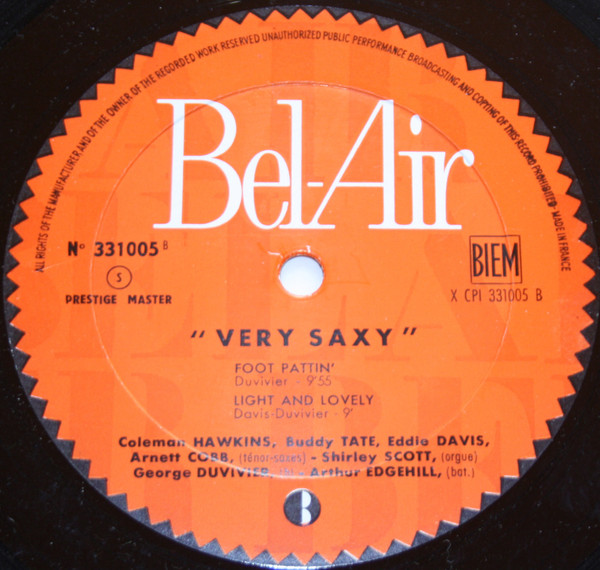 ALL RIGHTS OF THE MANUFACTURER AND OF THE OWNER OF THE RECORDED WORK RESERVED UNAUTHORIZED PUBLIC PERFORMANCE BROADCASTING AND COPYING OF THIS RECORD PROHIBITED - MADE IN FRANCE
Bel-Air
N° 331005 B
BIEM
S
PRESTIGE MASTER
X CPI 331005 B
"VERY SAXY"
FOOT PATTIN'
Duvivier - 9'55
LIGHT AND LOVELY
Davis-Duvivier - 9'
Coleman HAWKINS, Buddy TATE, Eddie DAVIS,
Arnett COBB, (ténor-saxes) - Shirley SCOTT, (orgue)
George DUVIVIER, - Arthur EDGEHILL, (bat.)
B